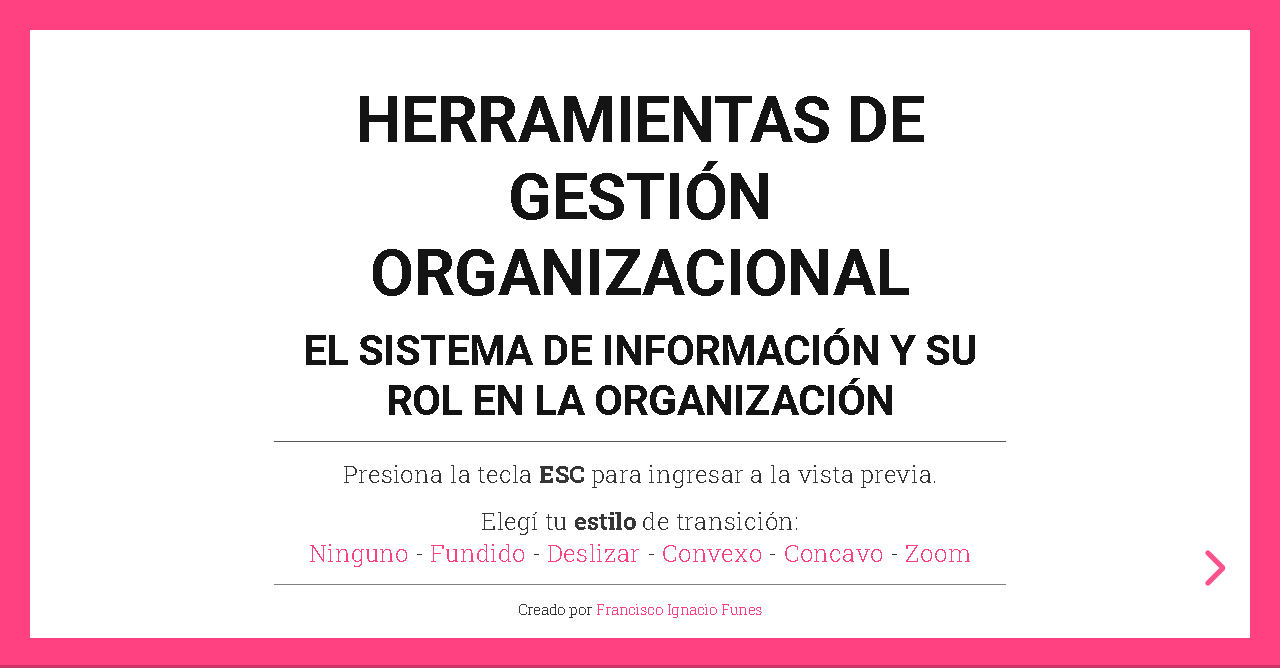 HERRAMIENTAS DE
GESTIÓN
ORGANIZACIONAL
EL SISTEMA DE INFORMACIÓN Y SU
ROL EN LA ORGANIZACIÓN
Presiona la tecla ESC para ingresar a la vista previa.
Elegí tu estilo de transición:
Ninguno - Fundido - Deslizar - Convexo - Concavo - Zoom
Creado por Francisco Ignacio Funes